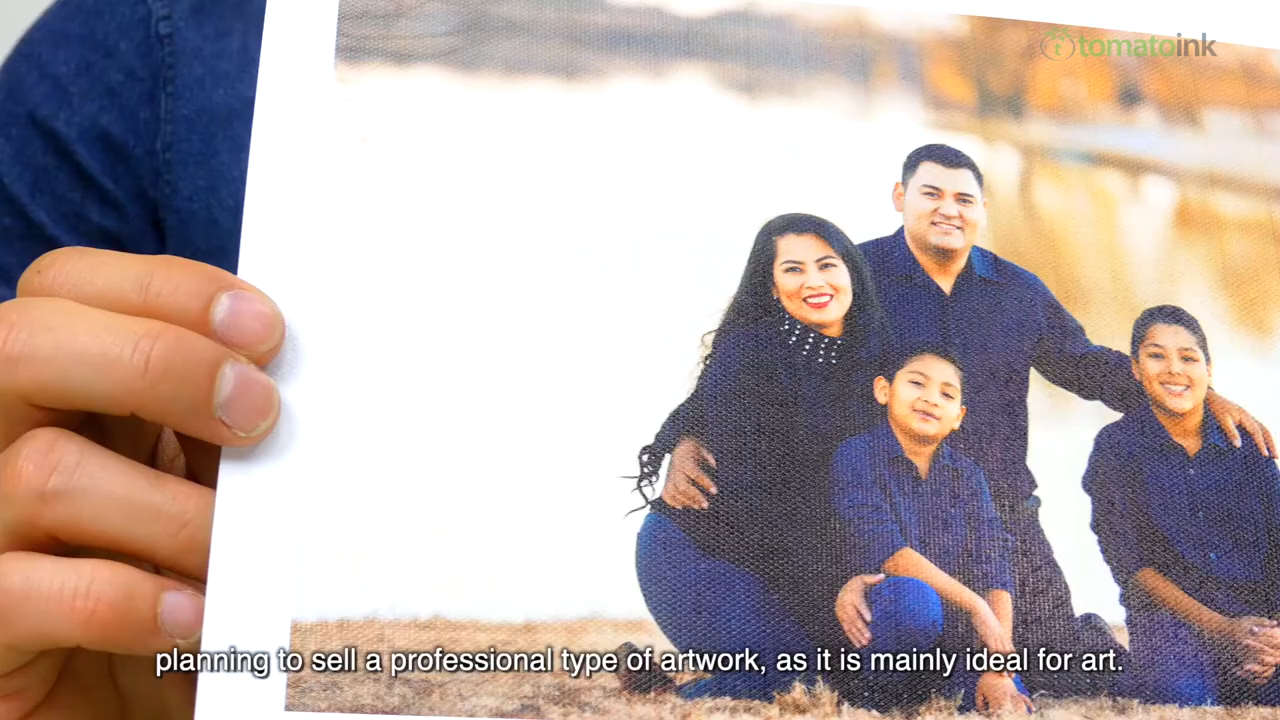 tomatoink
planning to sell a professional type of artwork, as it is mainly ideal for art.